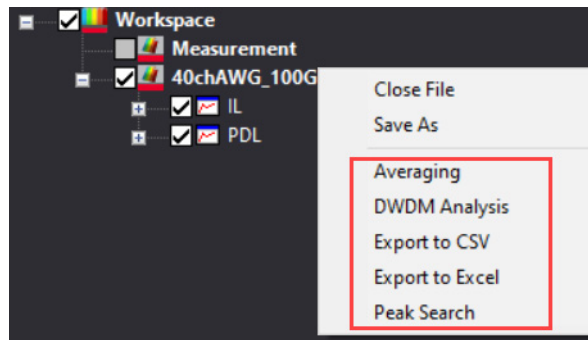 Workspace
Measurement
40chAWG_100G
IL
PDL
Close File
Save As
Averaging
DWDM Analysis
Export to CSV
Export to Excel
Peak Search